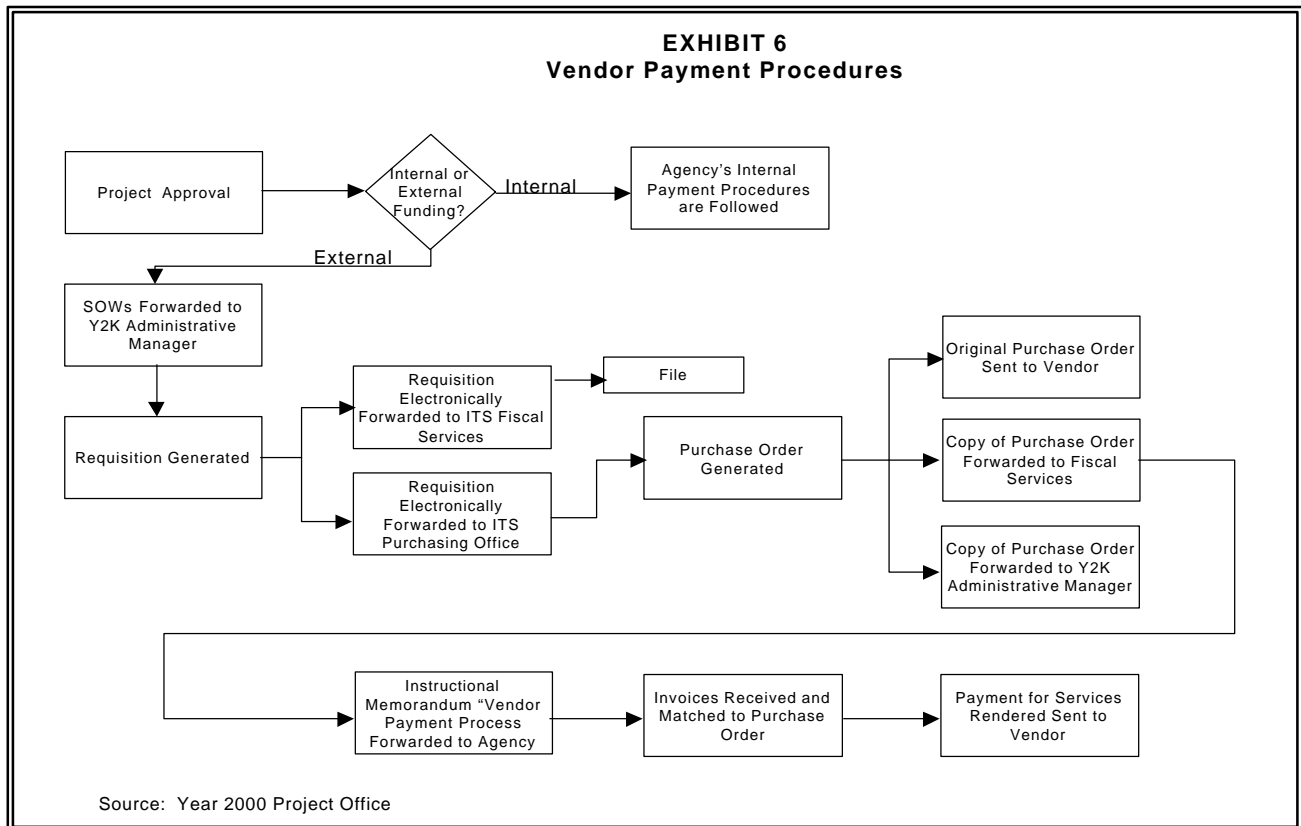 EXHIBIT 6
Vendor Payment Procedures
Project Approval
Internal or
External
Funding?
Internal
Agency's Internal
Payment Procedures
are Followed
External
SOWs Forwarded to
Y2K Administrative
Manager
Requisition Generated
Requisition
Electronically
Forwarded to ITS Fiscal
Services
File
Requisition
Electronically
Forwarded to ITS
Purchasing Office
Purchase Order
Generated
Original Purchase Order
Sent to Vendor
Copy of Purchase Order
Forwarded to Fiscal
Services
Copy of Purchase Order
Forwarded to Y2K
Administrative Manager
Instructional
Memorandum “Vendor
Payment Process
Forwarded to Agency
Invoices Received and
Matched to Purchase
Order
Payment for Services
Rendered Sent to
Vendor
Source: Year 2000 Project Office